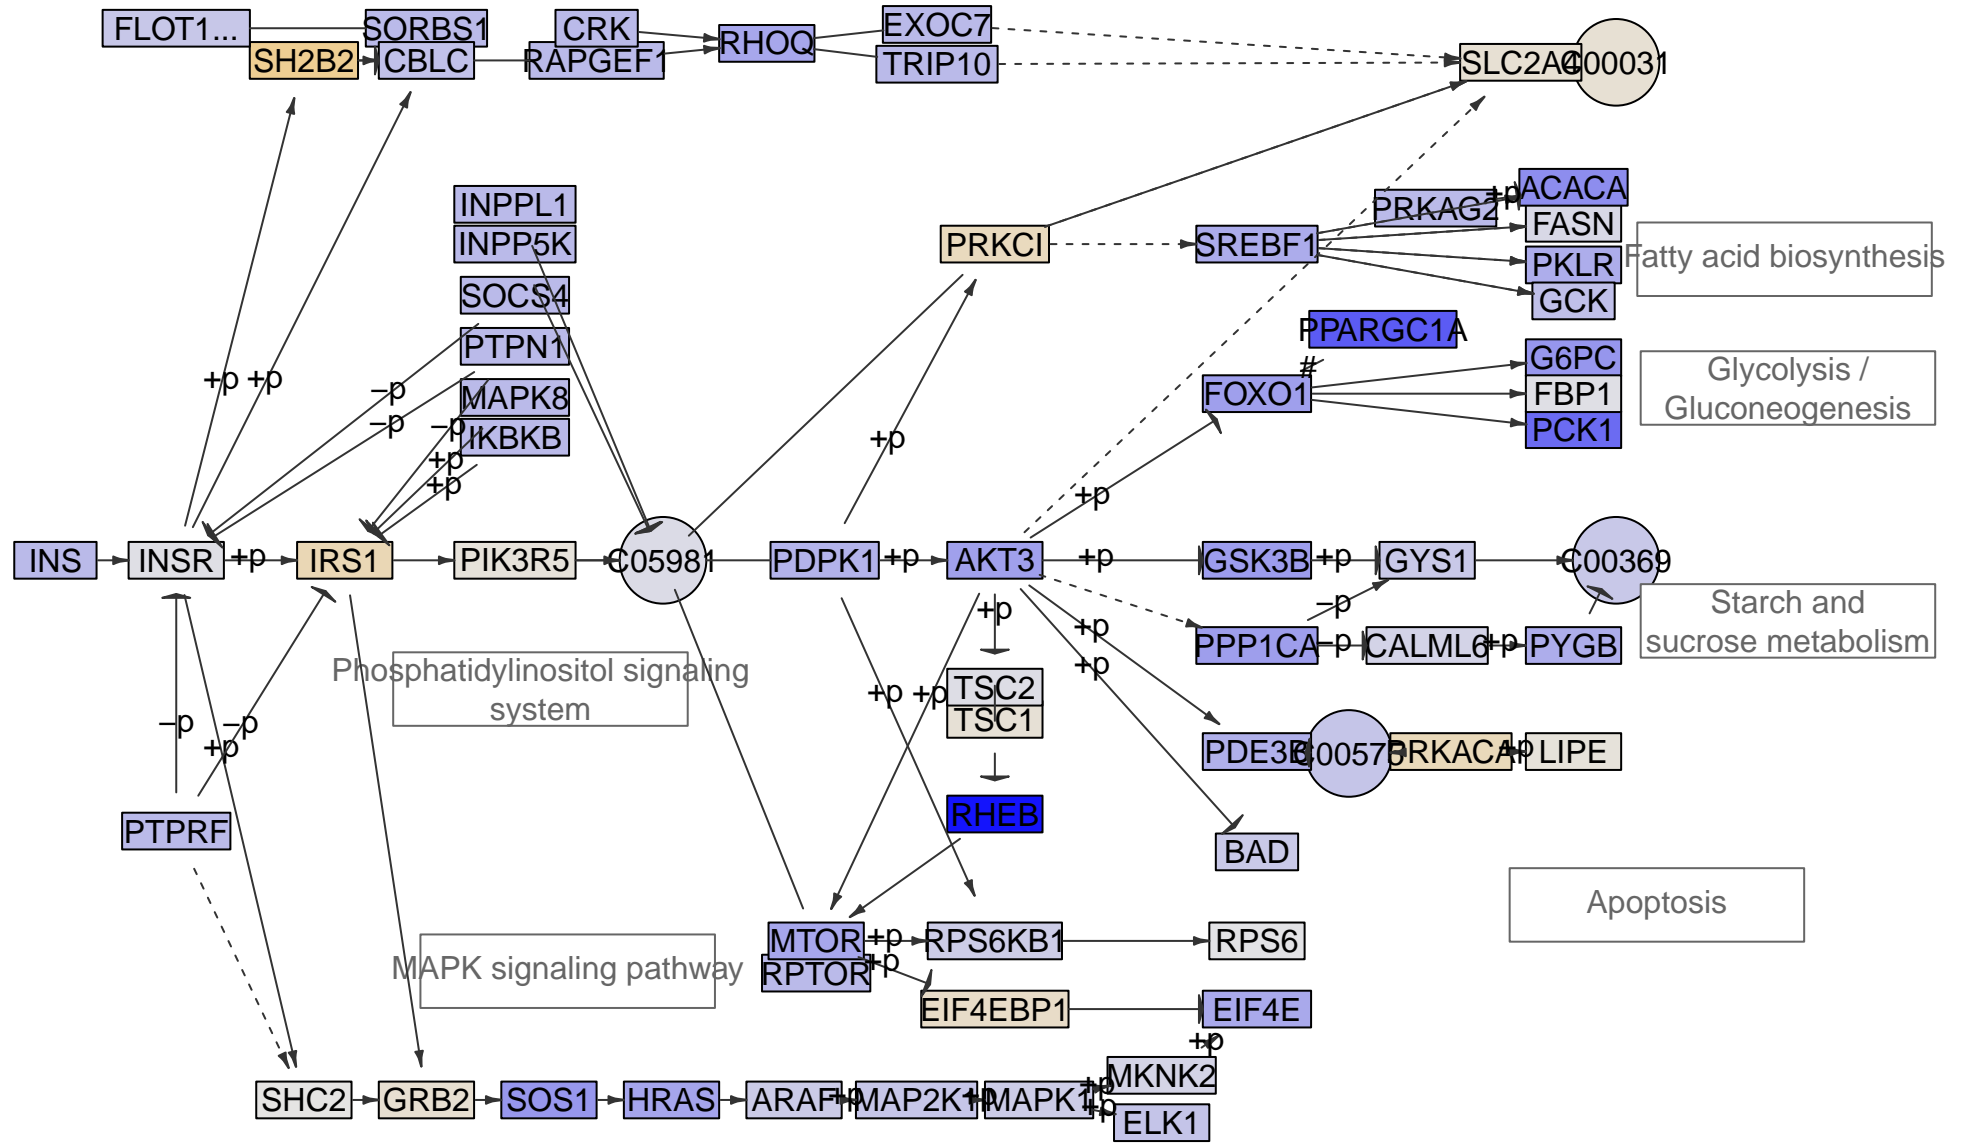 FLOT1...
SORBS1
CRK
EXOC7
SH2B2
CBLC
RAPGEF1
RHOQ
TRIP10
SLC2A4
C00031
INPPL1
INPP5K
SOCS4
PTPN1
MAPK8
IKBKB
PRKCI
SREBF1
PRKAG2
+p
ACACA
FASN
PKLR
GCK
Fatty acid biosynthesis
PPARGC1A
#
FOXO1
G6PC
FBP1
PCK1
Glycolysis /
Gluconeogenesis
+p
+p
−p
−p
−p
+p
+p
+p
+p
INS
INSR
+p
IRS1
PIK3R5
C05981
PDPK1
+p
AKT3
+p
GSK3B
+p
GYS1
C00369
−p
PPP1CA
−p
CALML6
+p
PYGB
Starch and
sucrose metabolism
+p
+p
+p
Phosphatidylinositol signaling
system
+p
+p
TSC2
TSC1
−p
−p
+p
PDE3B
C00575
PRKACA
+p
LIPE
PTPRF
RHEB
BAD
Apoptosis
MTOR
RPTOR
+p
+p
RPS6KB1
RPS6
MAPK signaling pathway
EIF4EBP1
EIF4E
+p
SHC2
GRB2
SOS1
HRAS
ARAF
+p
MAP2K1
+p
MAPK1
+p
+p
MKNK2
ELK1